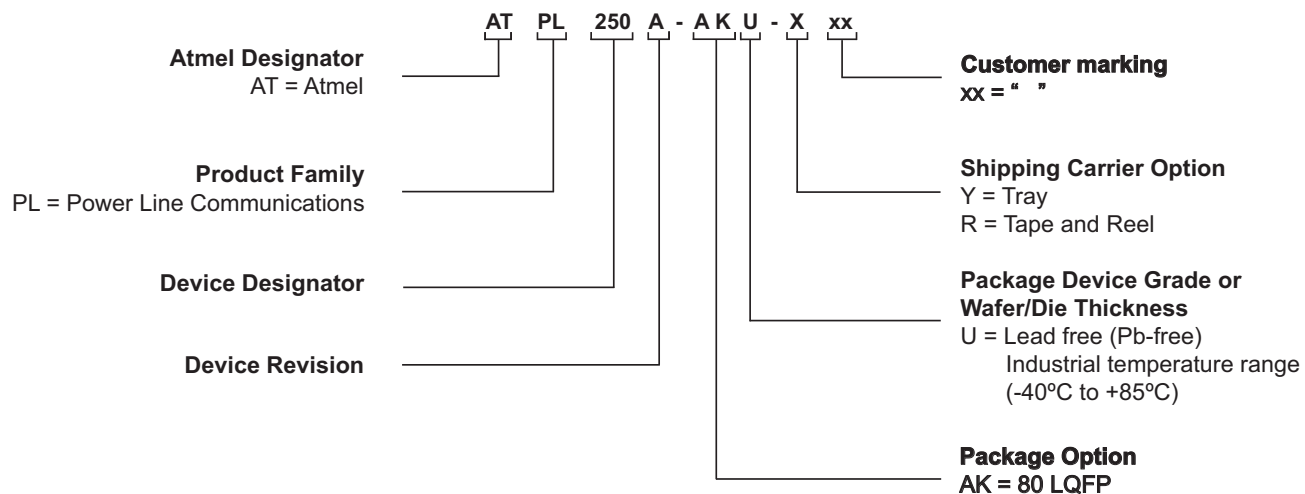 AT PL 250 A - A K U - X xx
Atmel Designator
AT = Atmel
Product Family
PL = Power Line Communications
Device Designator
Device Revision
Customer marking
xx = “ ”
Shipping Carrier Option
Y = Tray
R = Tape and Reel
Package Device Grade or
Wafer/Die Thickness
U = Lead free (Pb-free)
Industrial temperature range
(-40ºC to +85ºC)
Package Option
AK = 80 LQFP